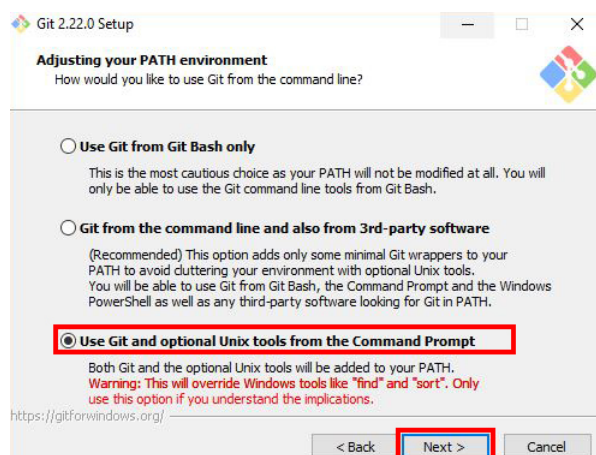 Git 2.22.0 Setup
Adjusting your PATH environment
How would you like to use Git from the command line?
Use Git from Git Bash only
This is the most cautious choice as your PATH will not be modified at all. You will
only be able to use the Git command line tools from Git Bash.
Git from the command line and also from 3rd-party software
(Recommended) This option adds only some minimal Git wrappers to your
PATH to avoid cluttering your environment with optional Unix tools.
You will be able to use Git from Git Bash, the Command Prompt and the Windows
PowerShell as well as any third-party software looking for Git in PATH.
Use Git and optional Unix tools from the Command Prompt
Both Git and the optional Unix tools will be added to your PATH.
Warning: This will override Windows tools like "find" and "sort". Only
use this option if you understand the implications.
https://gitforwindows.org/
< Back Next > Cancel